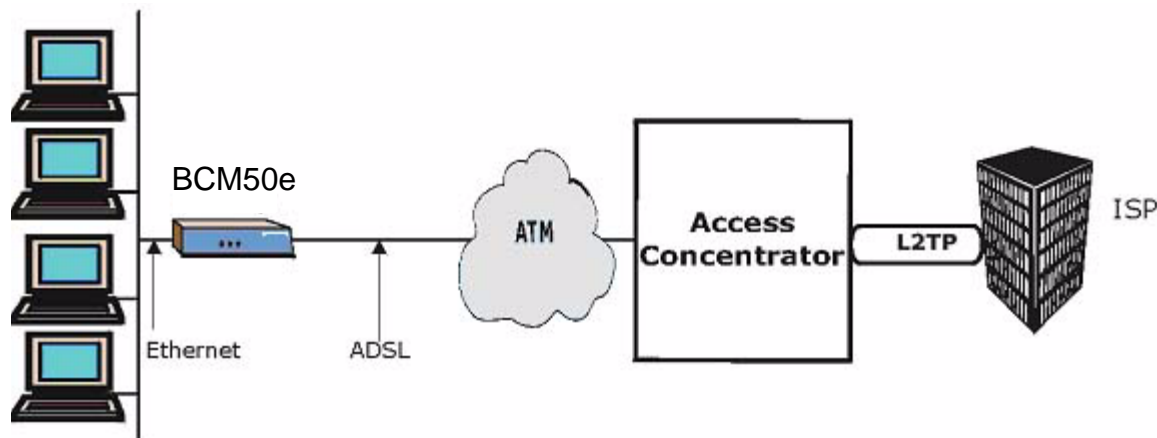 BCM50e
ATM
Access
Concentrator
L2TP
ISP
Ethernet
ADSL